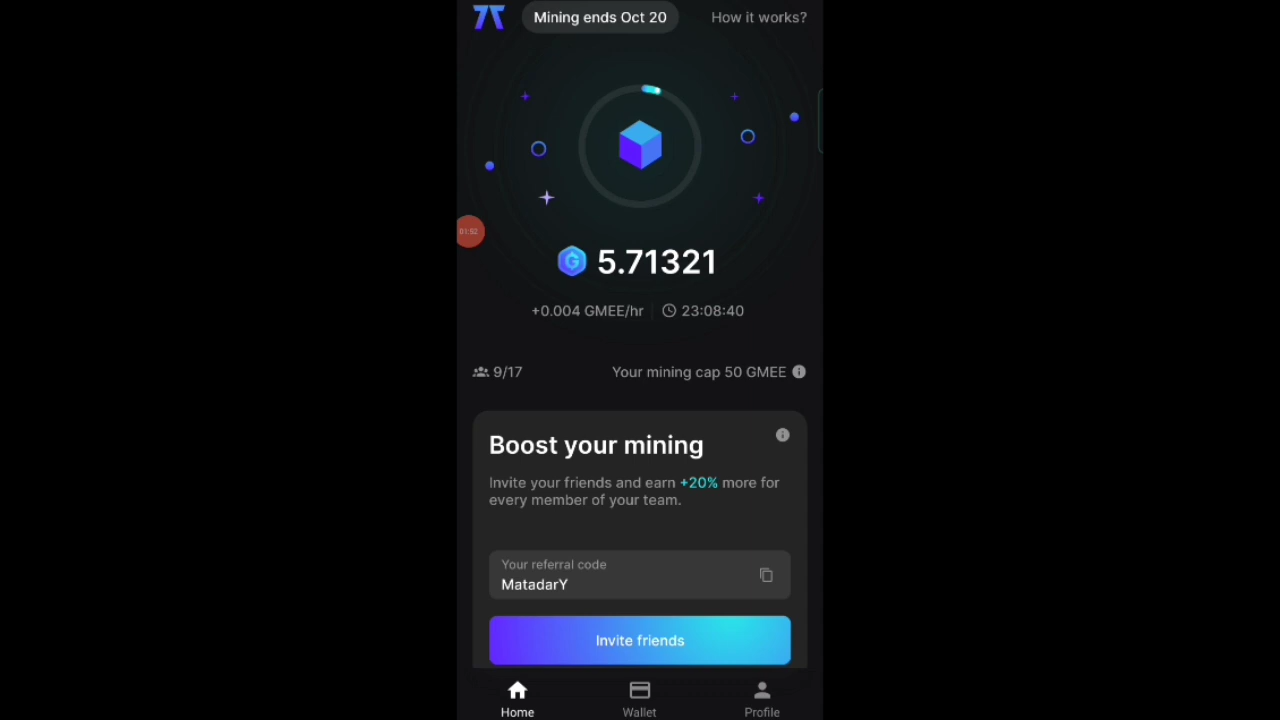 Mining ends Oct 20
How it works?
01:52
5.71321
+0.004 GMEE/hr
23:08:40
9/17
Your mining cap 50 GMEE
Boost your mining
Invite your friends and earn +20% more for
every member of your team.
Your referral code
MatadarY
Invite friends
Home
Wallet
Profile